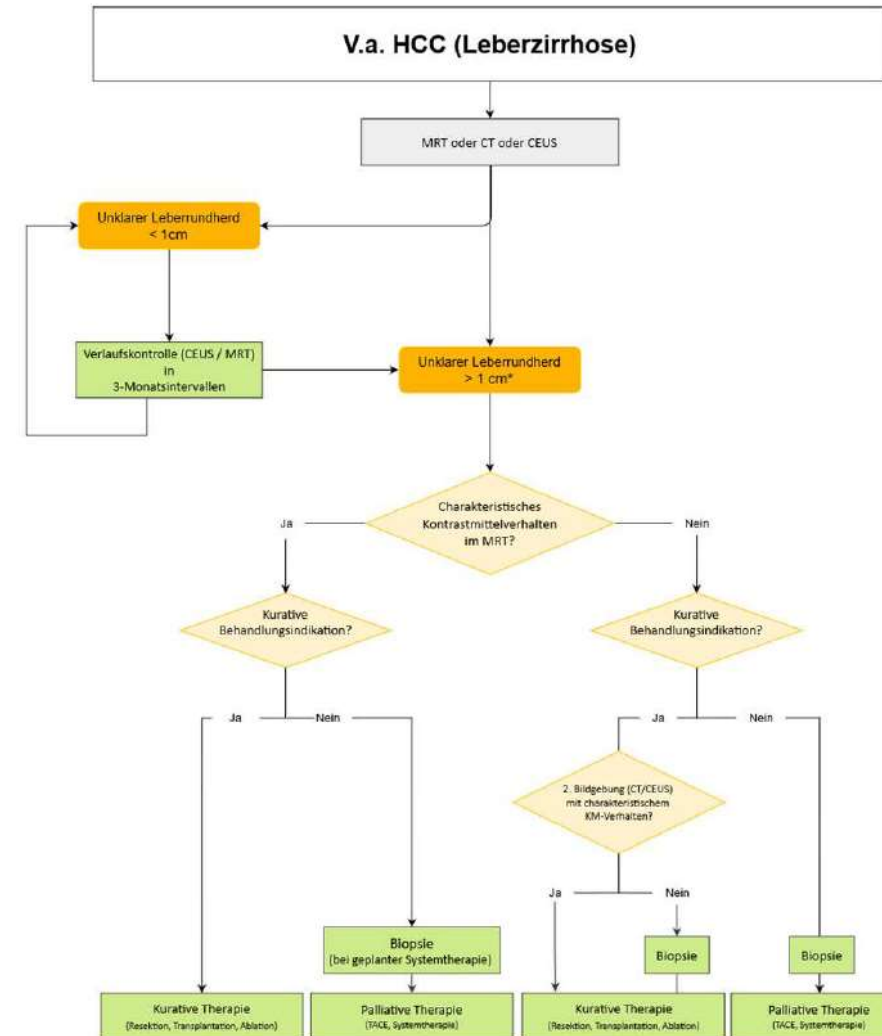 V.a. HCC (Leberzirrhose)
MRT oder CT oder CEUS
Unklarer Leberrundherd
< 1cm
Verlaufskontrolle (CEUS / MRT)
in
3-Monatsintervallen
Unklarer Leberrundherd
> 1 cm*
Charakteristisches
Kontrastmittelverhalten
im MRT?
Ja
Nein
Kurative
Behandlungsindikation?
Kurative
Behandlungsindikation?
Ja
Nein
Ja
Nein
2. Bildgebung (CT/CEUS)
mit charakteristischem
KM-Verhalten?
Ja
Nein
Biopsie
(bei geplanter Systemtherapie)
Biopsie
Biopsie
Kurative Therapie
(Resektion, Transplantation, Ablation)
Palliative Therapie
(TACE, Systemtherapie)
Kurative Therapie
(Resektion, Transplantation, Ablation)
Palliative Therapie
(TACE, Systemtherapie)